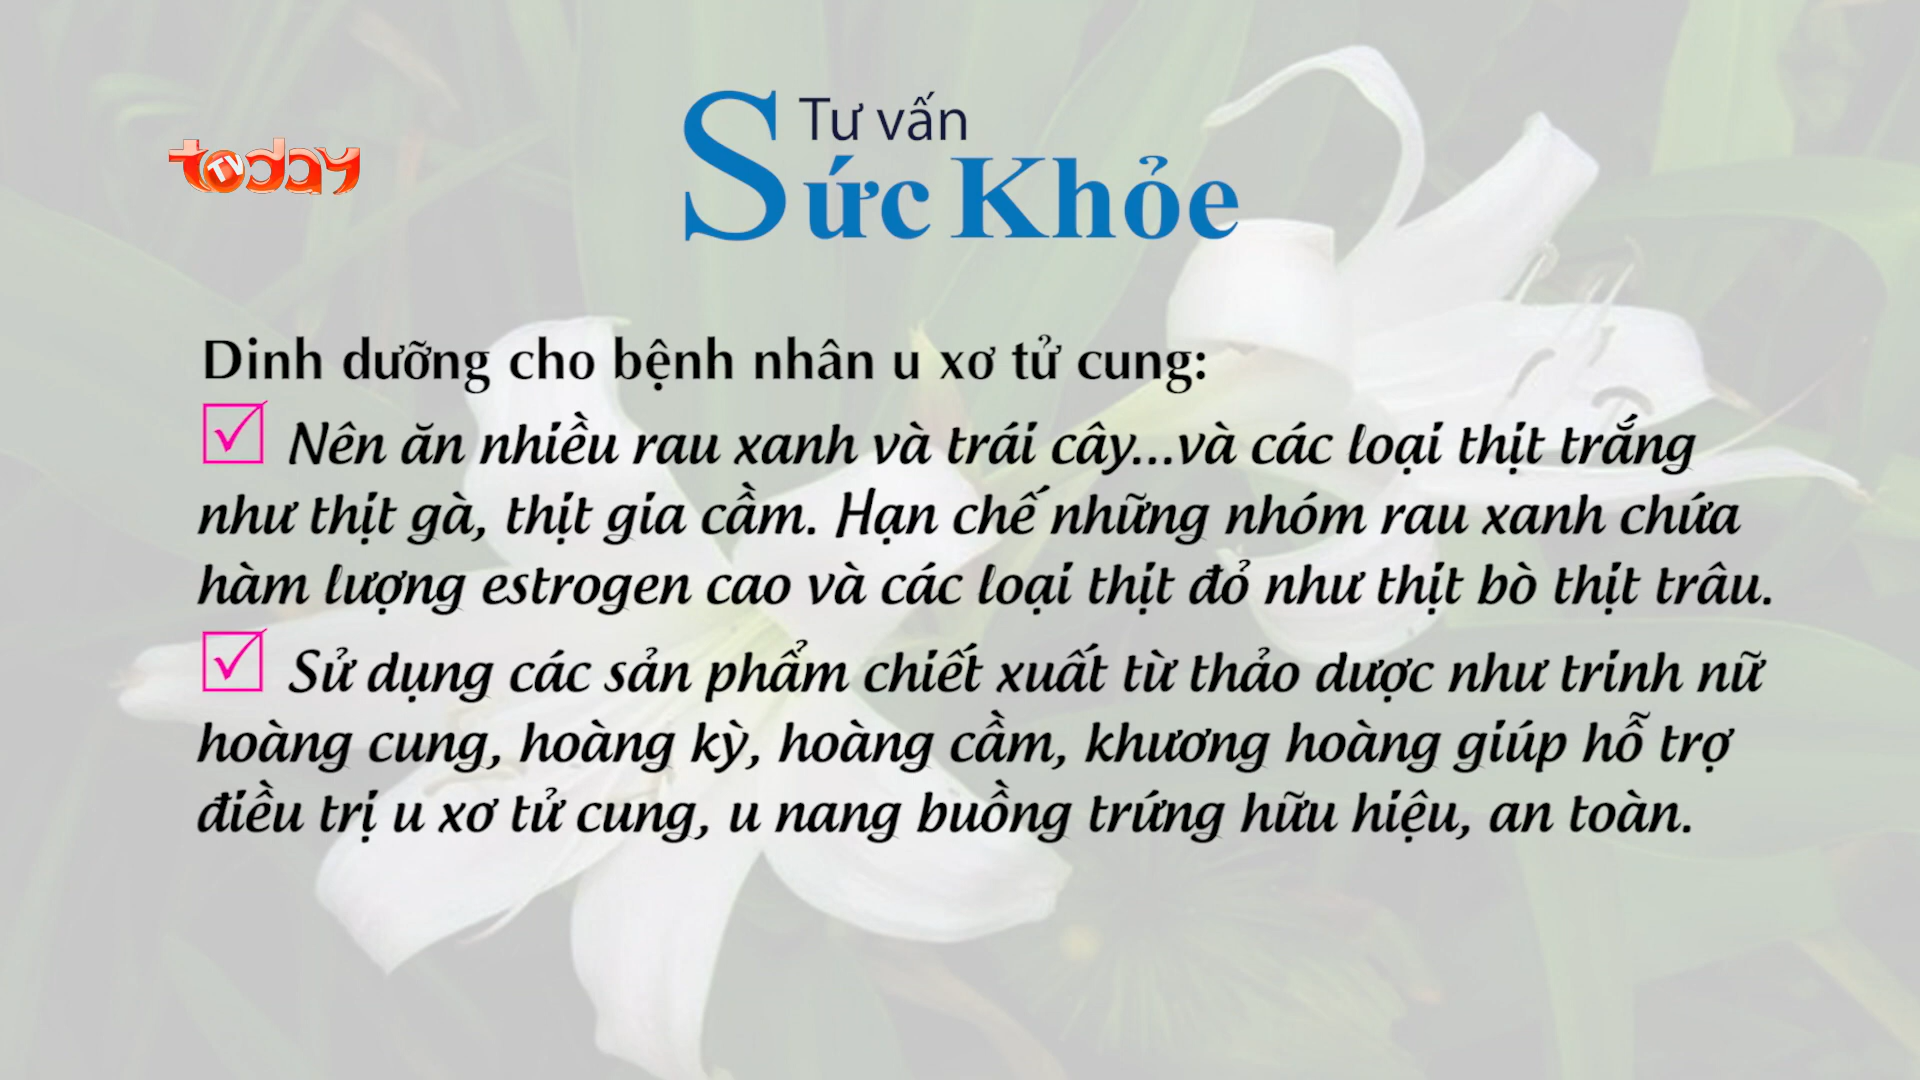 Tư vấn
Sức Khỏe
today
TV
Dinh dưỡng cho bệnh nhân u xơ tử cung:
Nên ăn nhiều rau xanh và trái cây...và các loại thịt trắng
như thịt gà, thịt gia cầm. Hạn chế những nhóm rau xanh chứa
hàm lượng estrogen cao và các loại thịt đỏ như thịt bò thịt trâu.
Sử dụng các sản phẩm chiết xuất từ thảo dược như trinh nữ
hoàng cung, hoàng kỳ, hoàng cầm, khương hoàng giúp hỗ trợ
điều trị u xơ tử cung, u nang buồng trứng hữu hiệu, an toàn.